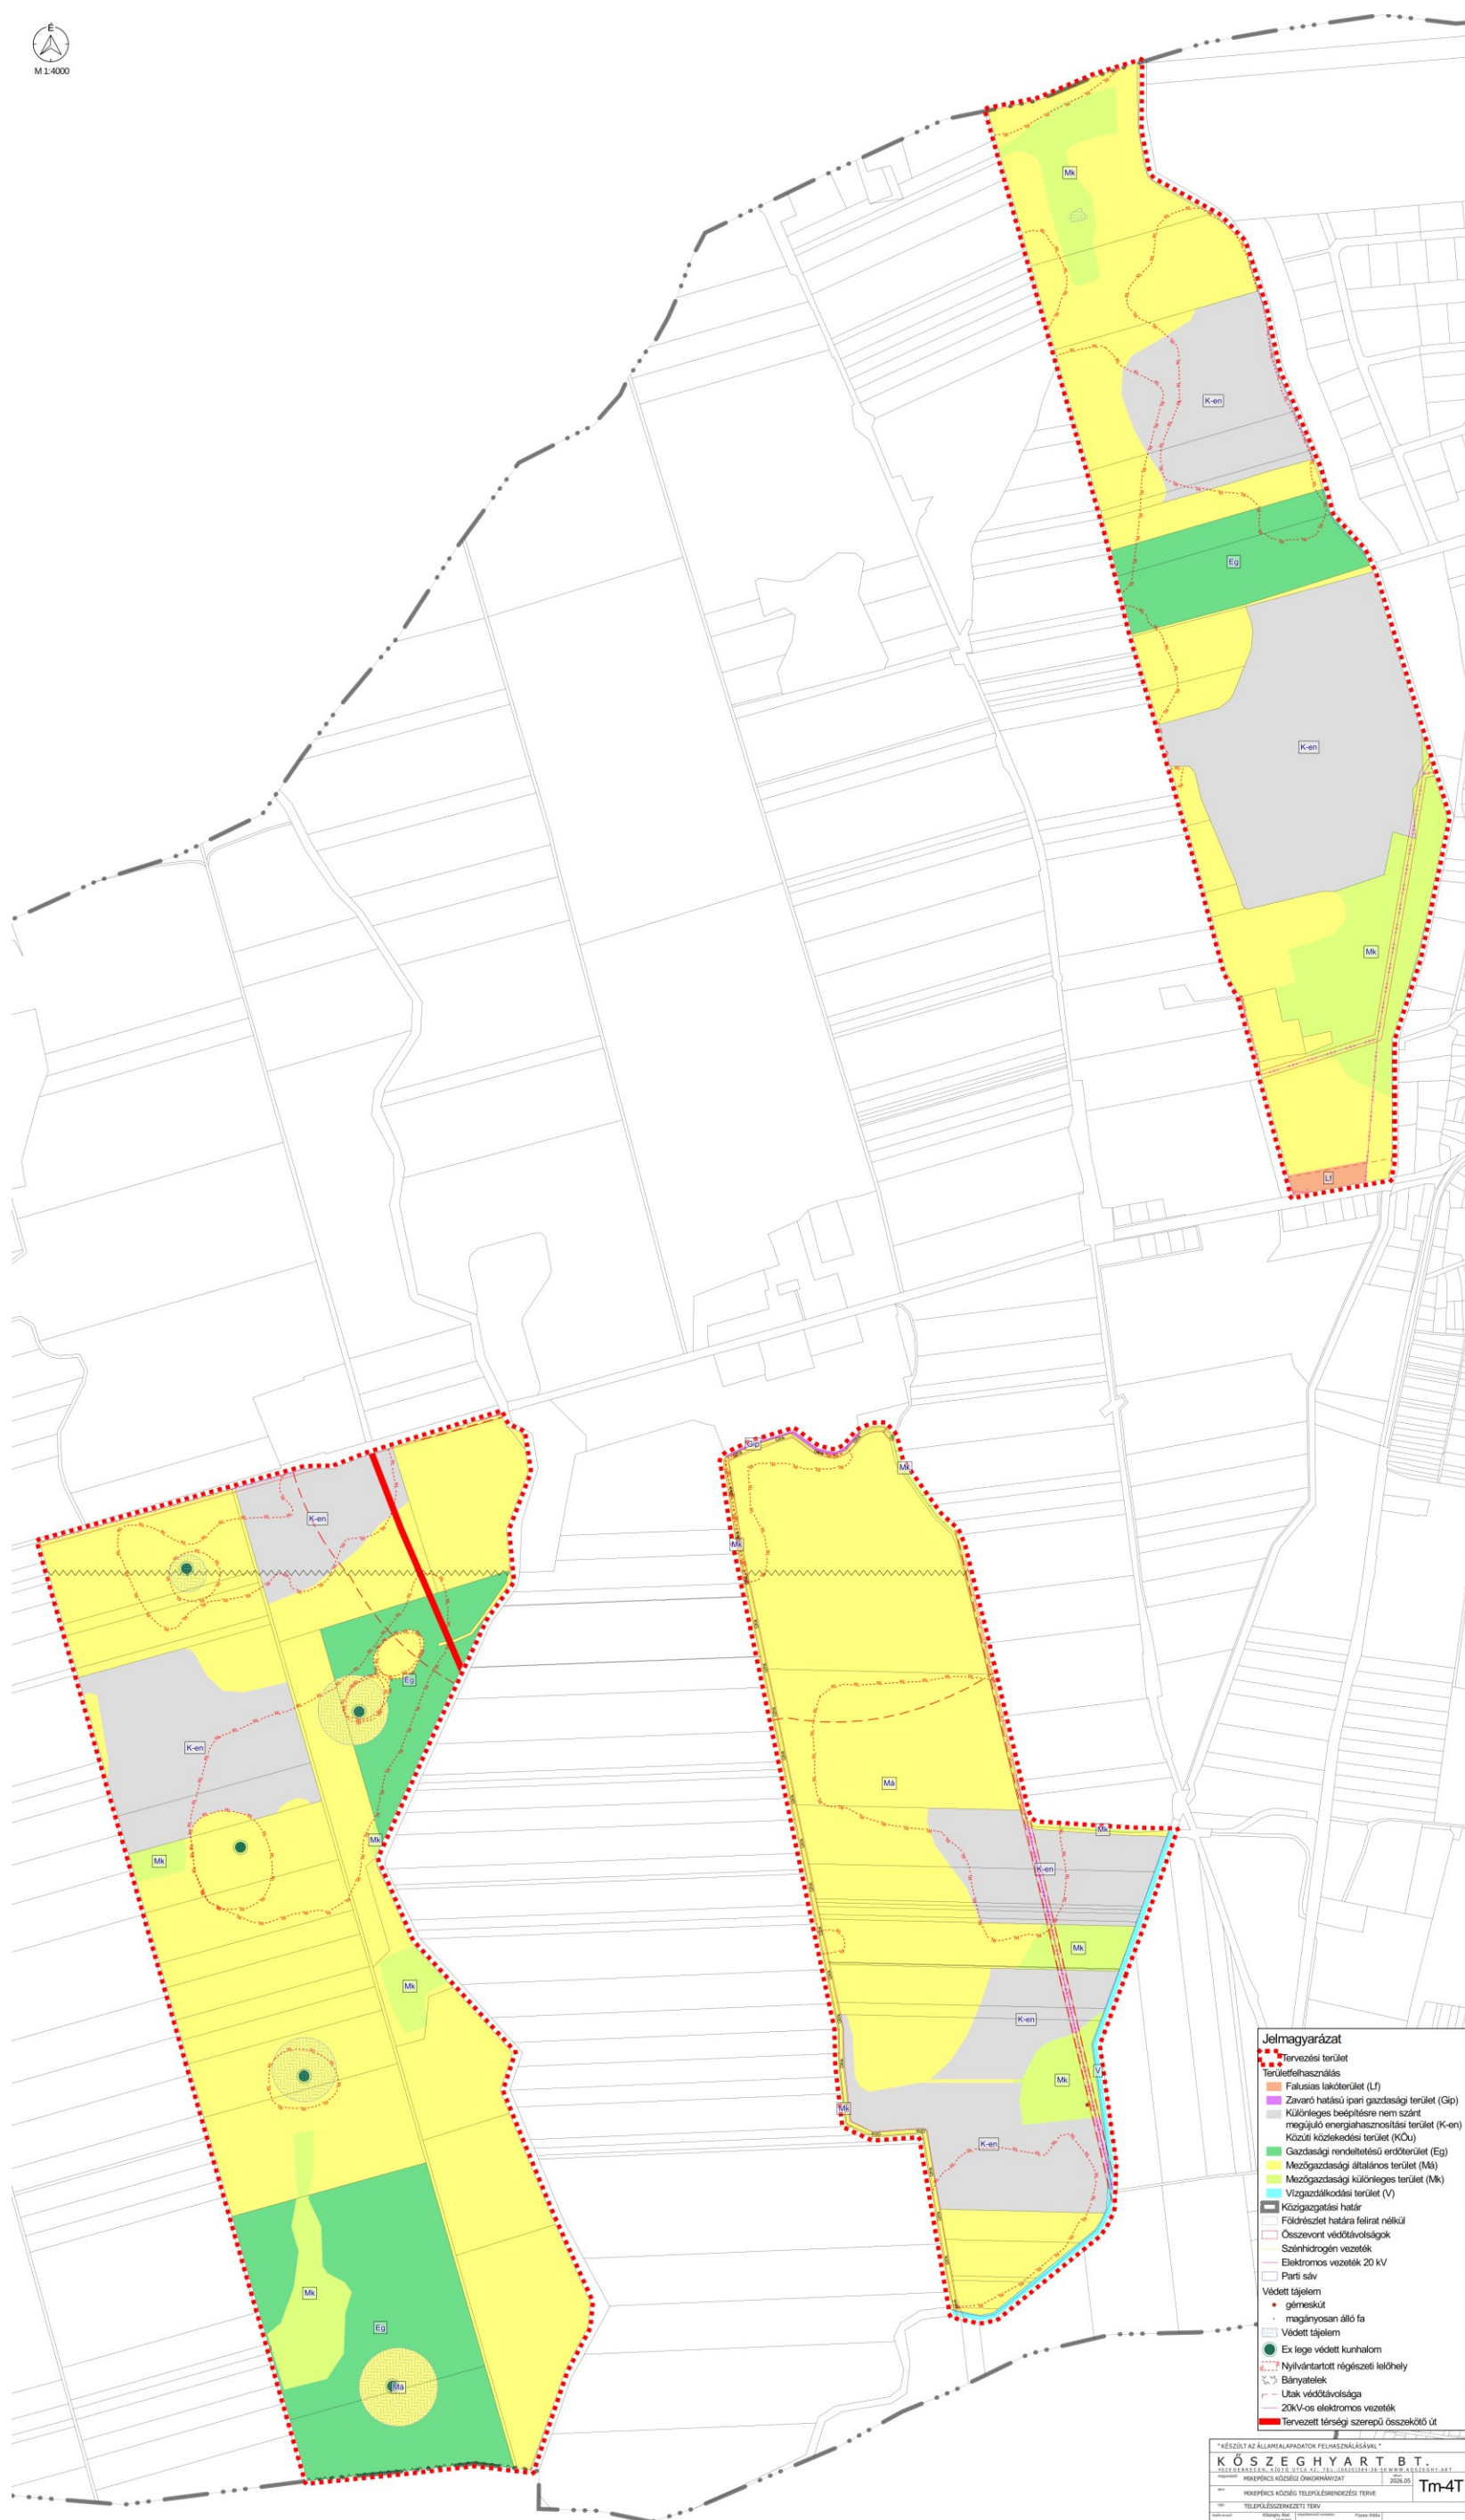 É
M 1:4000
Mk
K-en
Eg
K-en
Mk
Lf
Gip
Mk
K-en
Mk
Eg
K-en
Má
Mk
K-en
Mk
Mk
Mk
Mk
K-en
Mk
V
Mk
K-en
Mk
Eg
Má
Jelmagyarázat
Tervezési terület
Területfelhasználás
Falusias lakóterület (Lf)
Zavaró hatású ipari gazdasági terület (Gip)
Különleges beépítésre nem szánt
megújuló energiahasznosítási terület (K-en)
Közúti közlekedési terület (KÖu)
Gazdasági rendeltetésű erdőterület (Eg)
Mezőgazdasági általános terület (Má)
Mezőgazdasági különleges terület (Mk)
Vízgazdálkodási terület (V)
Közigazgatási határ
Földrészlet határa felirat nélkül
Összevont védőtávolságok
Szénhidrogén vezeték
Elektromos vezeték 20 kV
Parti sáv
Védett tájelem
gémeskút
magányosan álló fa
Védett tájelem
Ex lege védett kunhalom
Nyilvántartott régészeti lelőhely
Bányatelek
Utak védőtávolsága
20kV-os elektromos vezeték
Tervezett térségi szerepű összekötő út
"KÉSZÜLT AZ ÁLLAMI ALAPADATOK FELHASZNÁLÁSÁVAL"
KŐSZEGHYART BT.
MIKEPÉRCS KÖZSÉGI ÖNKORMÁNYZAT
2026.05
Tm-4T
MIKEPÉRCS KÖZSÉG TELEPÜLÉSRENDEZÉSI TERVE
TELEPÜLÉSSZERKEZETI TERV